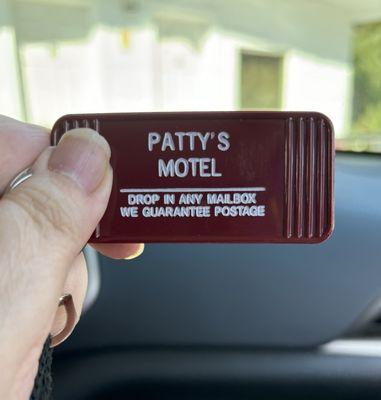 PATTY'S
MOTEL
DROP IN ANY MAILBOX
WE GUARANTEE POSTAGE